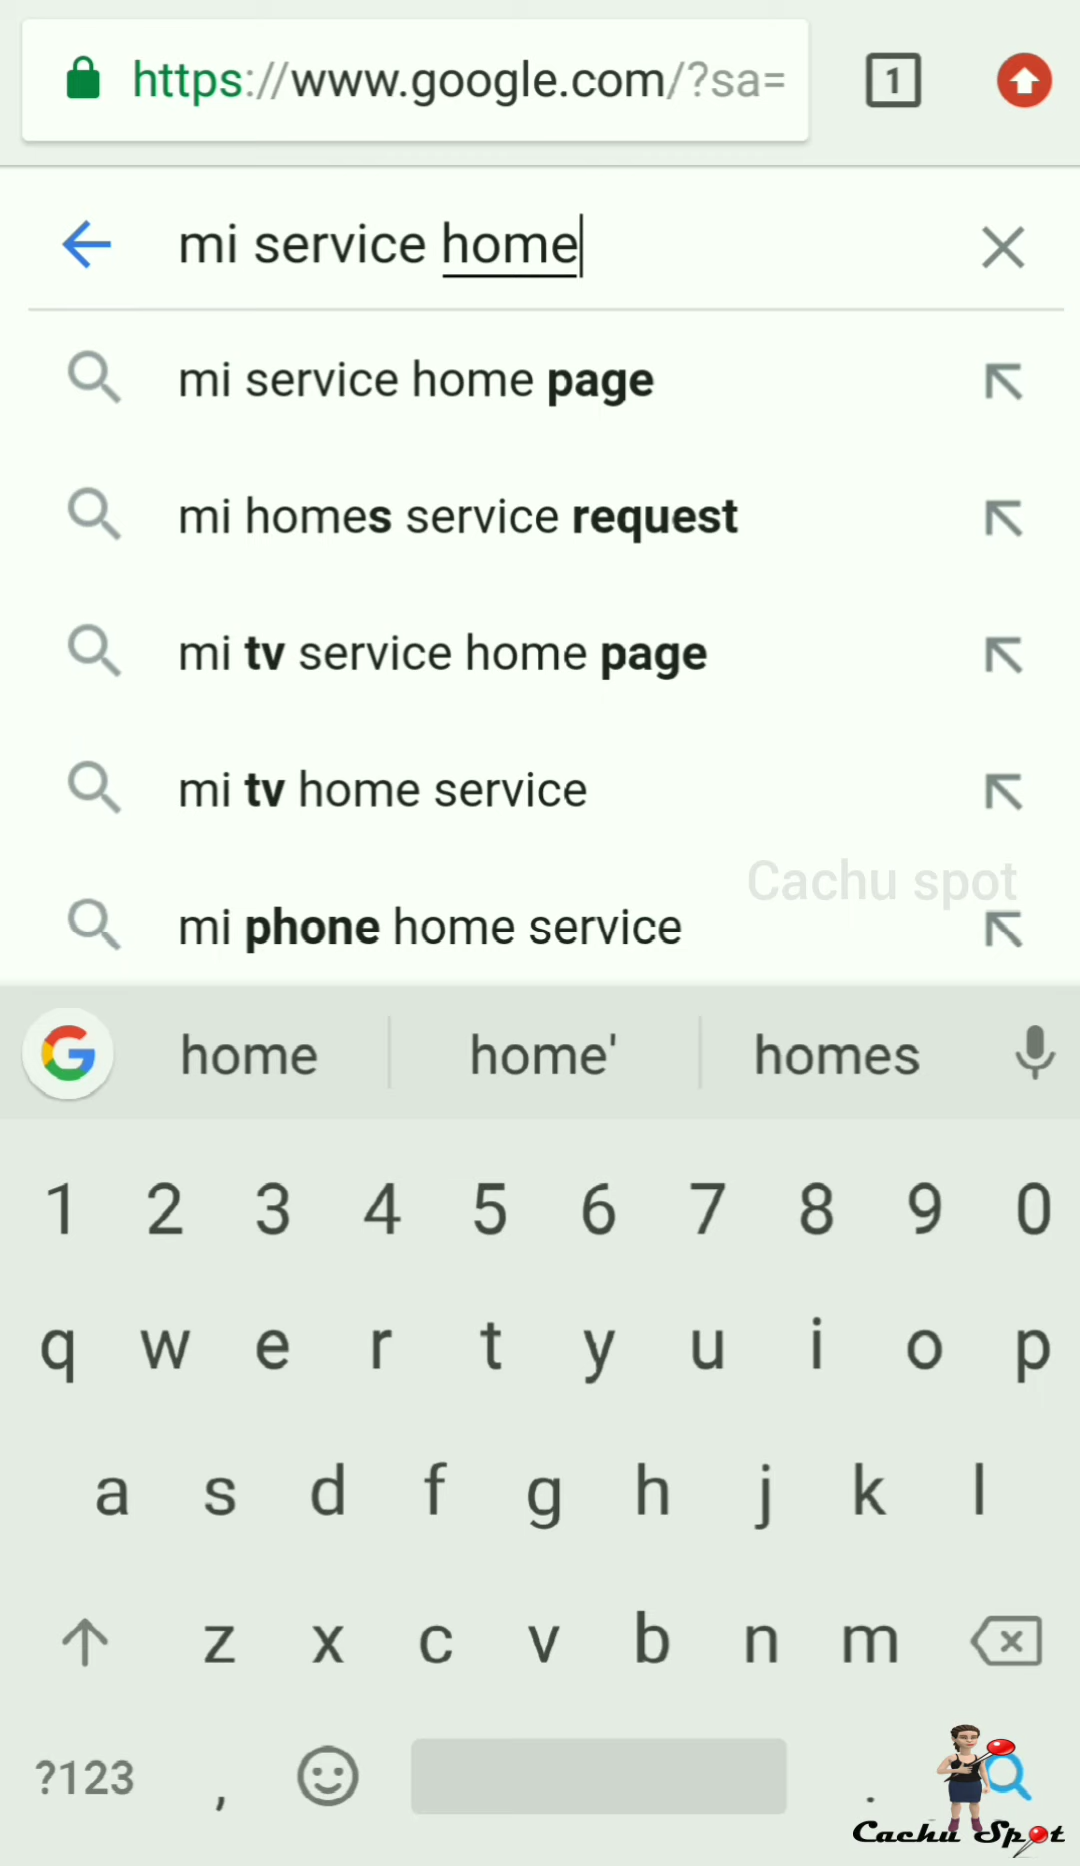 https://www.google.com/?sa=
1
mi service home
mi service home page
mi homes service request
mi tv service home page
mi tv home service
Cachu spot
mi phone home service
G
home home' homes
1 2 3 4 5 6 7 8 9 0
q w e r t y u i o p
a s d f g h j k l
z x c v b n m
?123 , .
Cachu Spot